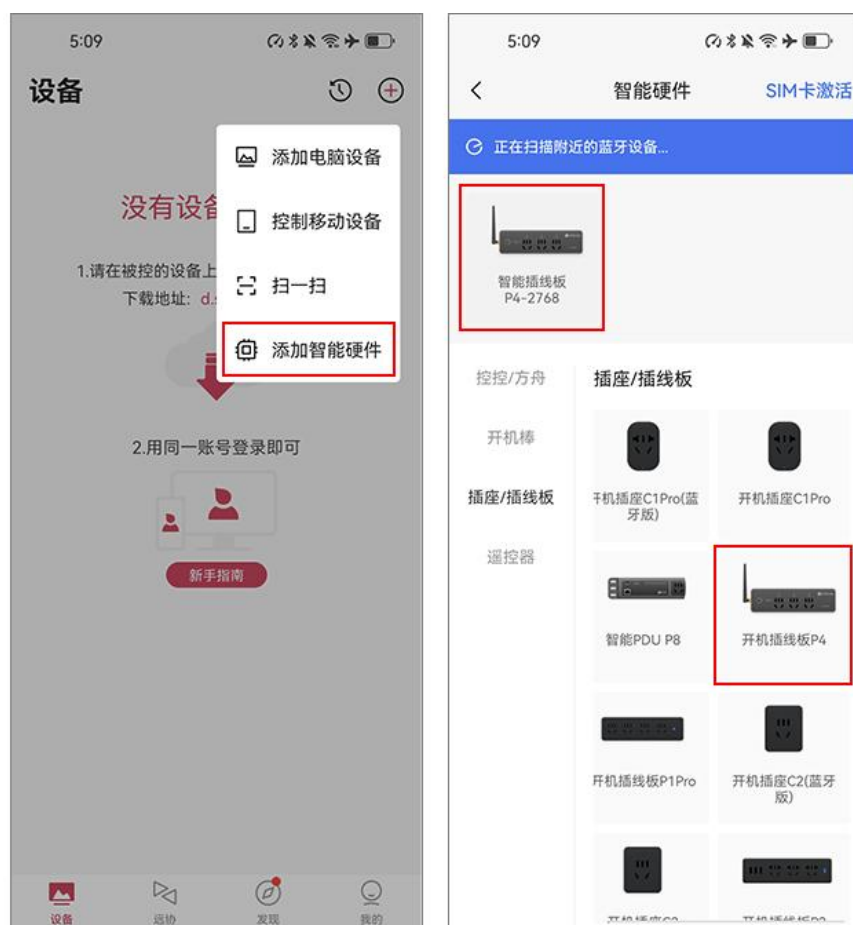 5:09
设备
添加电脑设备
没有设备
控制移动设备
1.请在被控的设备上
下载地址: d.
扫一扫
添加智能硬件
2.用同一账号登录即可
新手指南
设备
远协
发现
我的
5:09
智能硬件
SIM卡激活
正在扫描附近的蓝牙设备...
智能插线板
P4-2768
控控/方舟
插座/插线板
开机棒
插座/插线板
遥控器
开机插座C1Pro(蓝
牙版)
开机插座C1Pro
智能PDU P8
开机插线板P4
开机插线板P1Pro
开机插座C2(蓝牙
版)